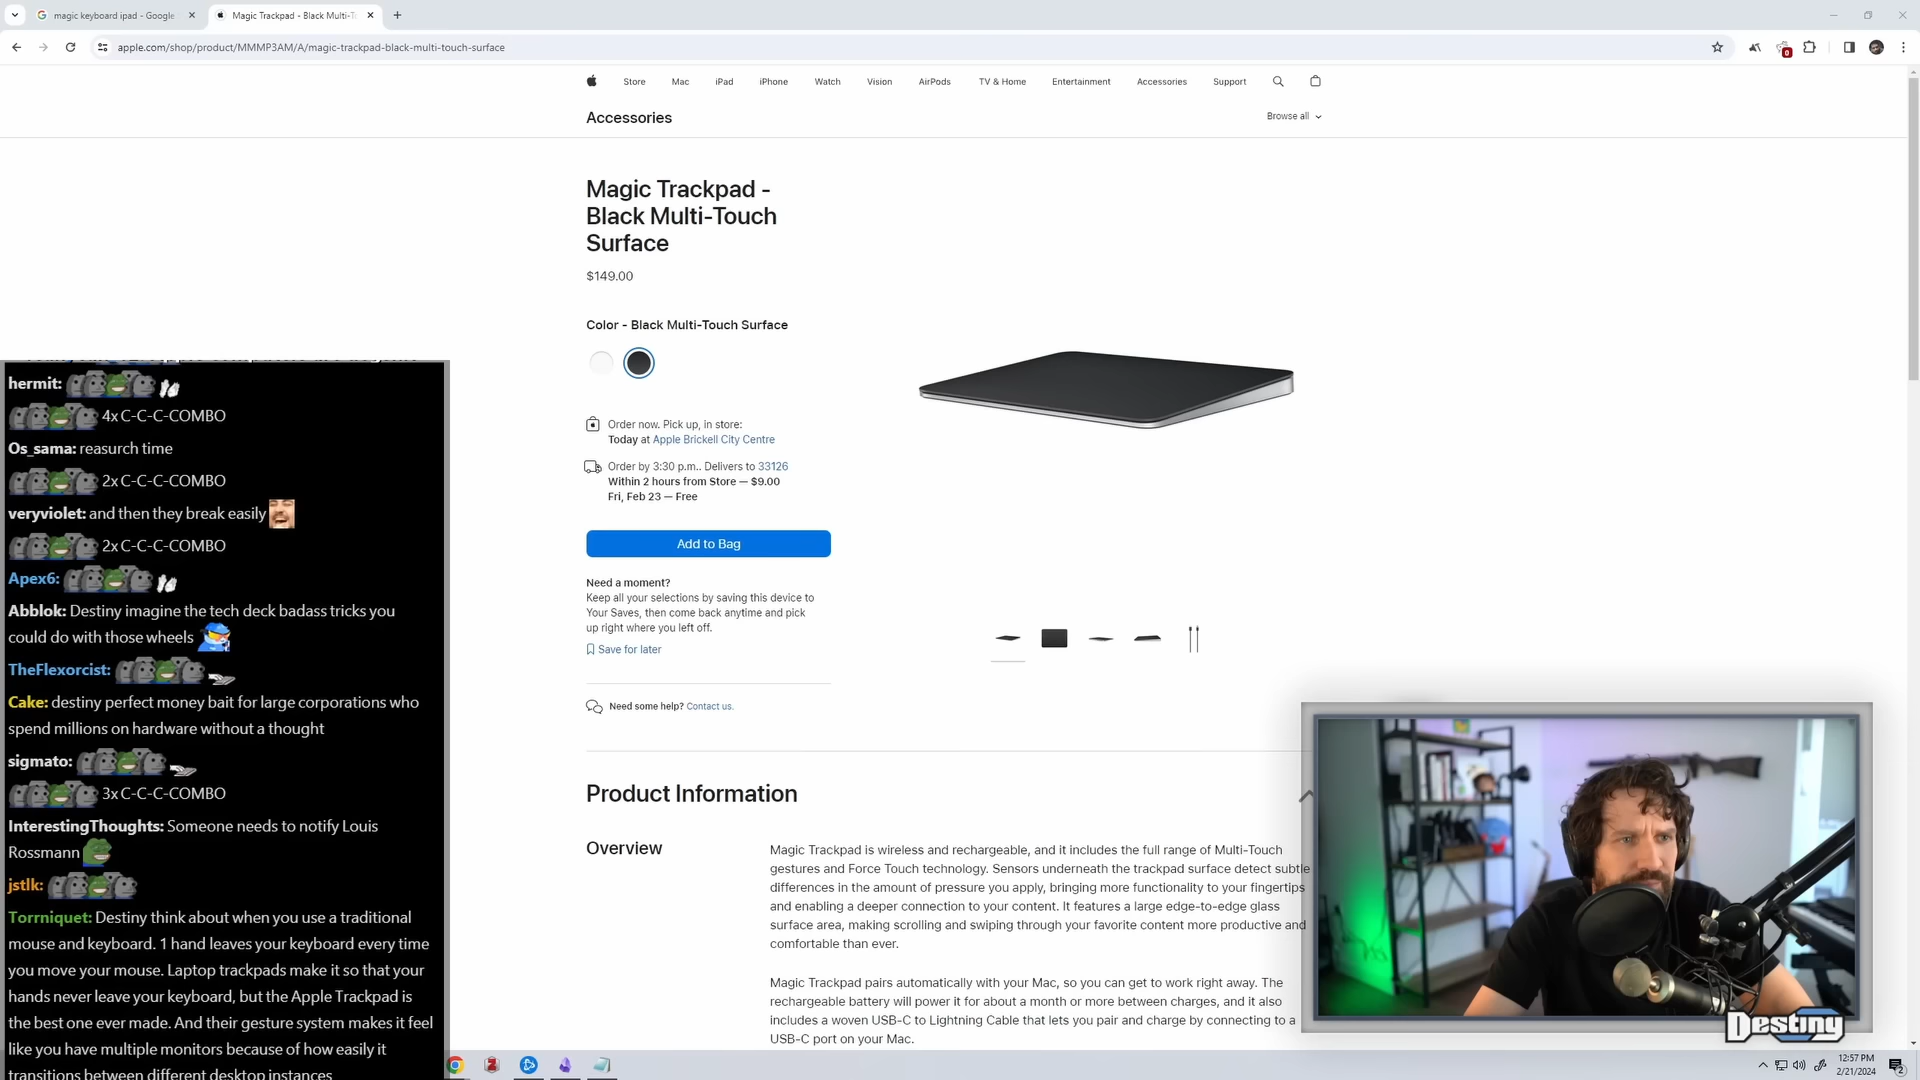 magic keyboard ipad - Google
Magic Trackpad - Black Multi-T
apple.com/shop/product/MMMP3AM/A/magic-trackpad-black-multi-touch-surface
0
Store
Mac
iPad
iPhone
Watch
Vision
AirPods
TV & Home
Entertainment
Accessories
Support
Accessories
Browse all
Magic Trackpad -
Black Multi-Touch
Surface
$149.00
Color - Black Multi-Touch Surface
Order now. Pick up, in store:
Today at Apple Brickell City Centre
Order by 3:30 p.m.. Delivers to 33126
Within 2 hours from Store — $9.00
Fri, Feb 23 — Free
Add to Bag
Need a moment?
Keep all your selections by saving this device to
Your Saves, then come back anytime and pick
up right where you left off.
Save for later
Need some help? Contact us.
Product Information
Overview
Magic Trackpad is wireless and rechargeable, and it includes the full range of Multi-Touch
gestures and Force Touch technology. Sensors underneath the trackpad surface detect subtle
differences in the amount of pressure you apply, bringing more functionality to your fingertips
and enabling a deeper connection to your content. It features a large edge-to-edge glass
surface area, making scrolling and swiping through your favorite content more productive and
comfortable than ever.
Magic Trackpad pairs automatically with your Mac, so you can get to work right away. The
rechargeable battery will power it for about a month or more between charges, and it also
includes a woven USB-C to Lightning Cable that lets you pair and charge by connecting to a
USB-C port on your Mac.
hermit:
4x C-C-C-COMBO
Os_sama: reasurch time
2x C-C-C-COMBO
veryviolet: and then they break easily
2x C-C-C-COMBO
Apex6:
Abblok: Destiny imagine the tech deck badass tricks you
could do with those wheels
TheFlexorcist:
Cake: destiny perfect money bait for large corporations who
spend millions on hardware without a thought
sigmato:
3x C-C-C-COMBO
InterestingThoughts: Someone needs to notify Louis
Rossmann
jstlk:
Torrniquet: Destiny think about when you use a traditional
mouse and keyboard. 1 hand leaves your keyboard every time
you move your mouse. Laptop trackpads make it so that your
hands never leave your keyboard, but the Apple Trackpad is
the best one ever made. And their gesture system makes it feel
like you have multiple monitors because of how easily it
transitions between different desktop instances
Destiny
12:57 PM
2/21/2024
2